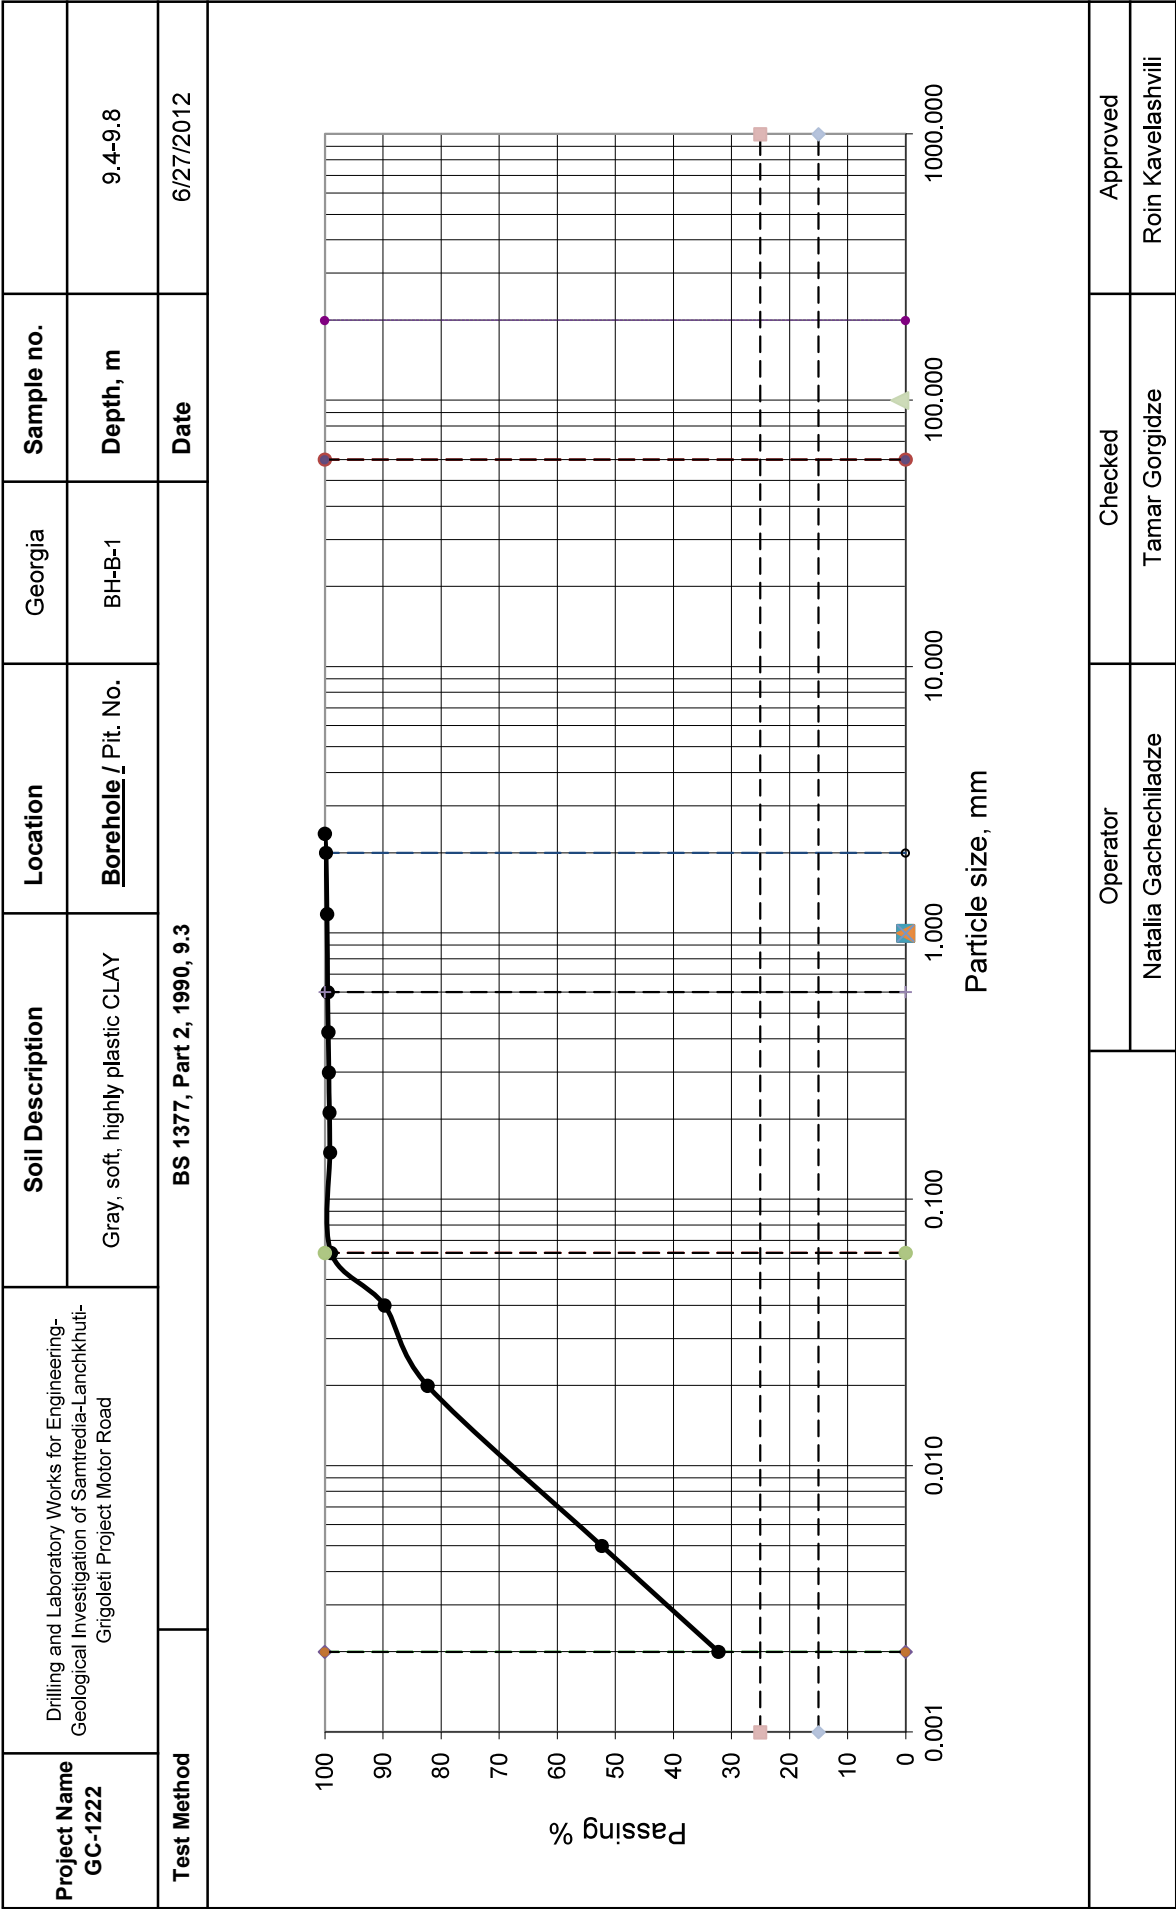 Project Name
GC-1222
Drilling and Laboratory Works for Engineering-
Geological Investigation of Samtredia-Lanchkhuti-
Grigoleti Project Motor Road
Soil Description
Location
Georgia
Sample no.
Gray, soft, highly plastic CLAY
Borehole / Pit. No.
BH-B-1
Depth, m
9.4-9.8
Test Method
BS 1377, Part 2, 1990, 9.3
Date
6/27/2012
Passing %
100
90
80
70
60
50
40
30
20
10
0
0.001
0.010
0.100
1.000
10.000
100.000
1000.000
Particle size, mm
Operator
Checked
Approved
Natalia Gachechiladze
Tamar Gorgidze
Roin Kavelashvili